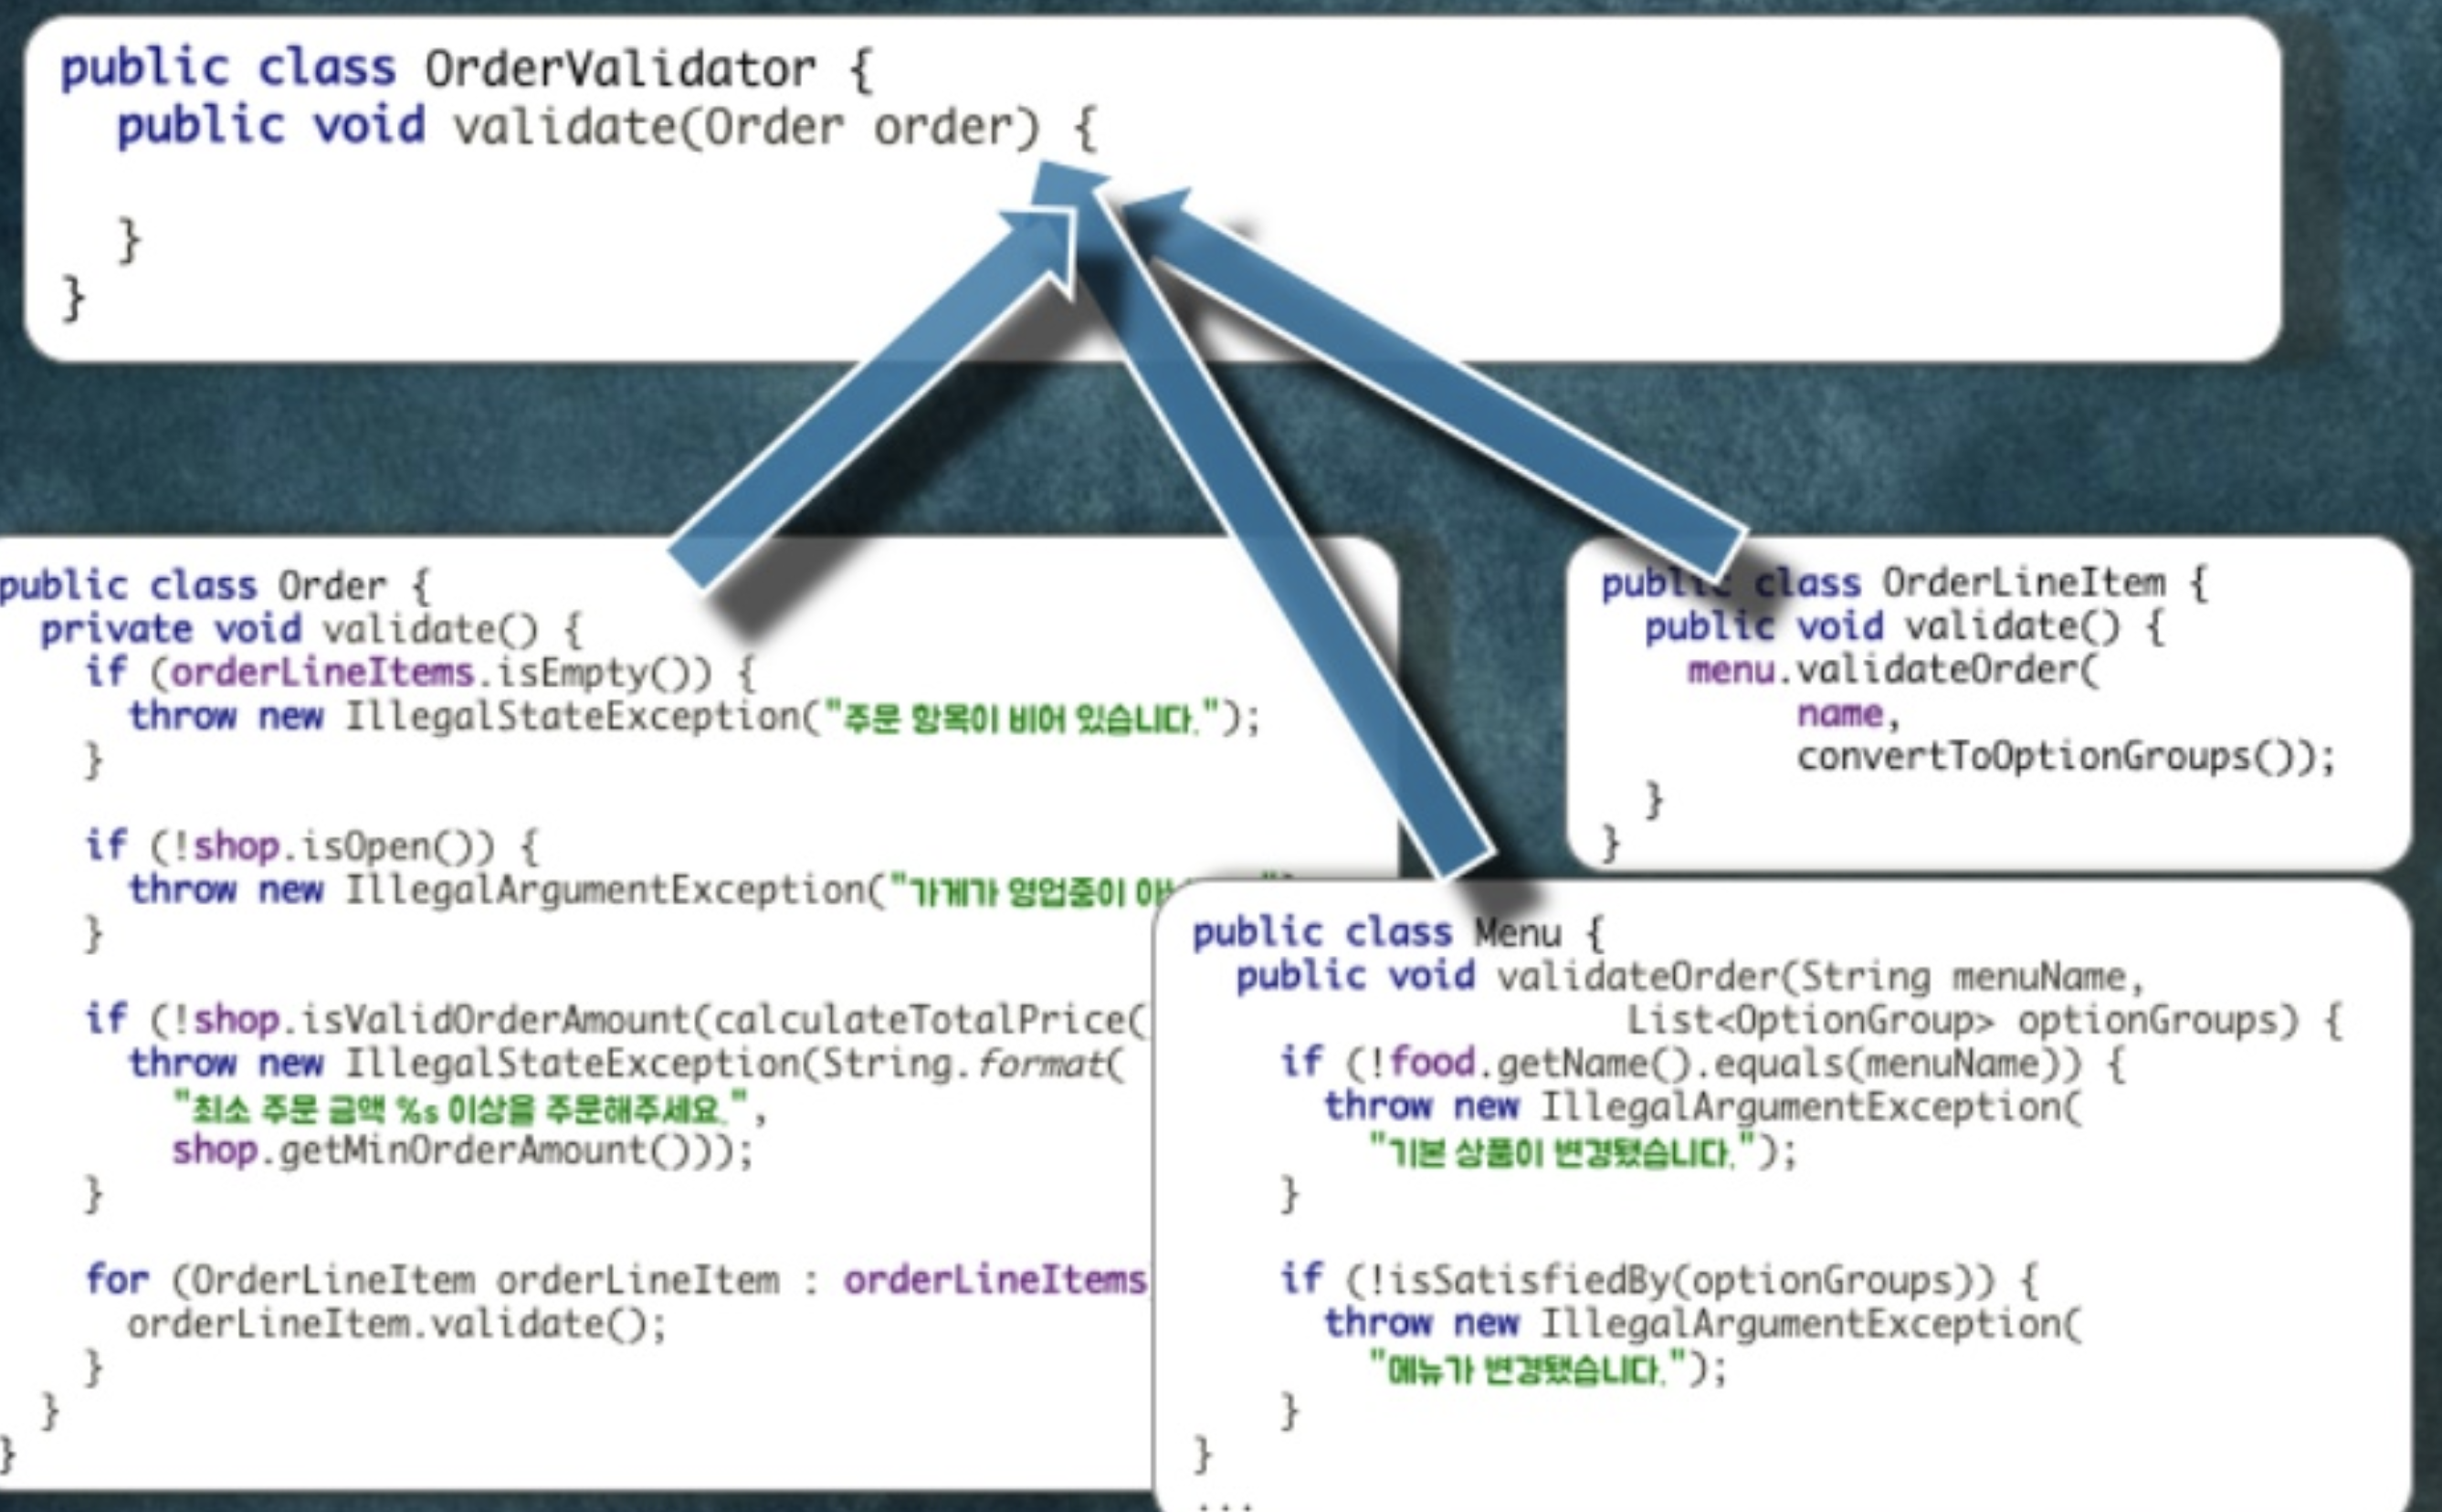 public class OrderValidator {
public void validate(Order order) {
}
}
public class Order {
private void validate() {
if (orderLineItems.isEmpty()) {
throw new IllegalStateException("주문 항목이 비어 있습니다.");
}
if (!shop.isOpen()) {
throw new IllegalArgumentException("가게가 영업중이
}
if (!shop.isValidOrderAmount(calculateTotalPrice(
throw new IllegalStateException(String.format(
"최소 주문 금액 %s 이상을 주문해주세요.",
shop.getMinOrderAmount()));
}
for (OrderLineItem orderLineItem : orderLineItems
orderLineItem.validate();
}
}
}
public class OrderLineItem {
public void validate() {
menu.validateOrder(
name,
convertToOptionGroups());
}
}
public class Menu {
public void validateOrder(String menuName,
List<OptionGroup> optionGroups) {
if (!food.getName().equals(menuName)) {
throw new IllegalArgumentException(
"기본 상품이 변경됐습니다.");
}
if (!isSatisfiedBy(optionGroups)) {
throw new IllegalArgumentException(
"메뉴가 변경됐습니다.");
}
}
...